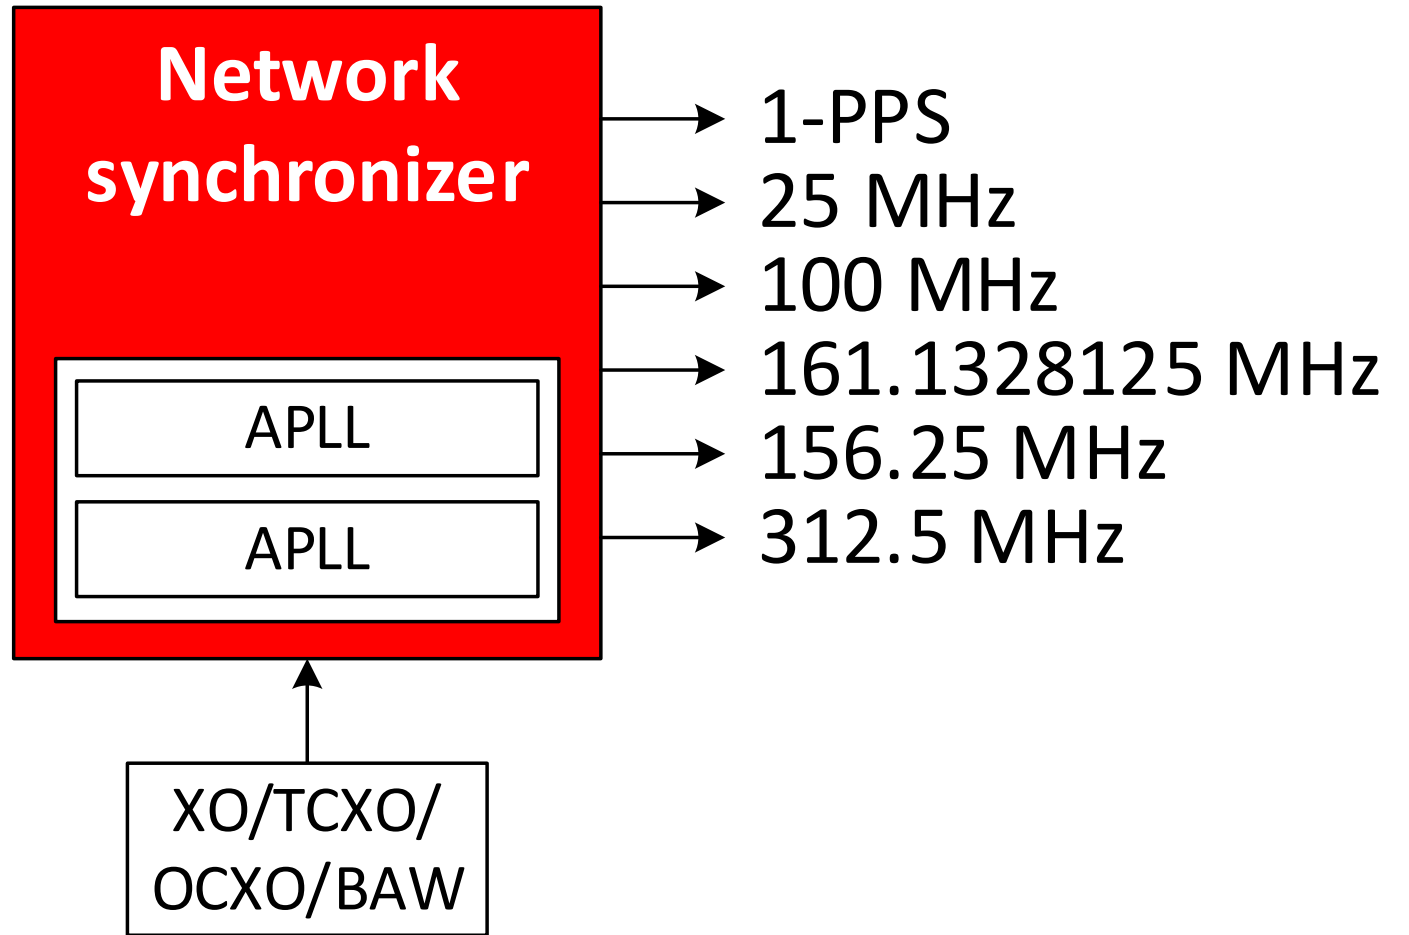 Network
synchronizer
1-PPS
25 MHz
100 MHz
161.1328125 MHz
156.25 MHz
312.5 MHz
APLL
APLL
XO/TCXO/
OCXO/BAW